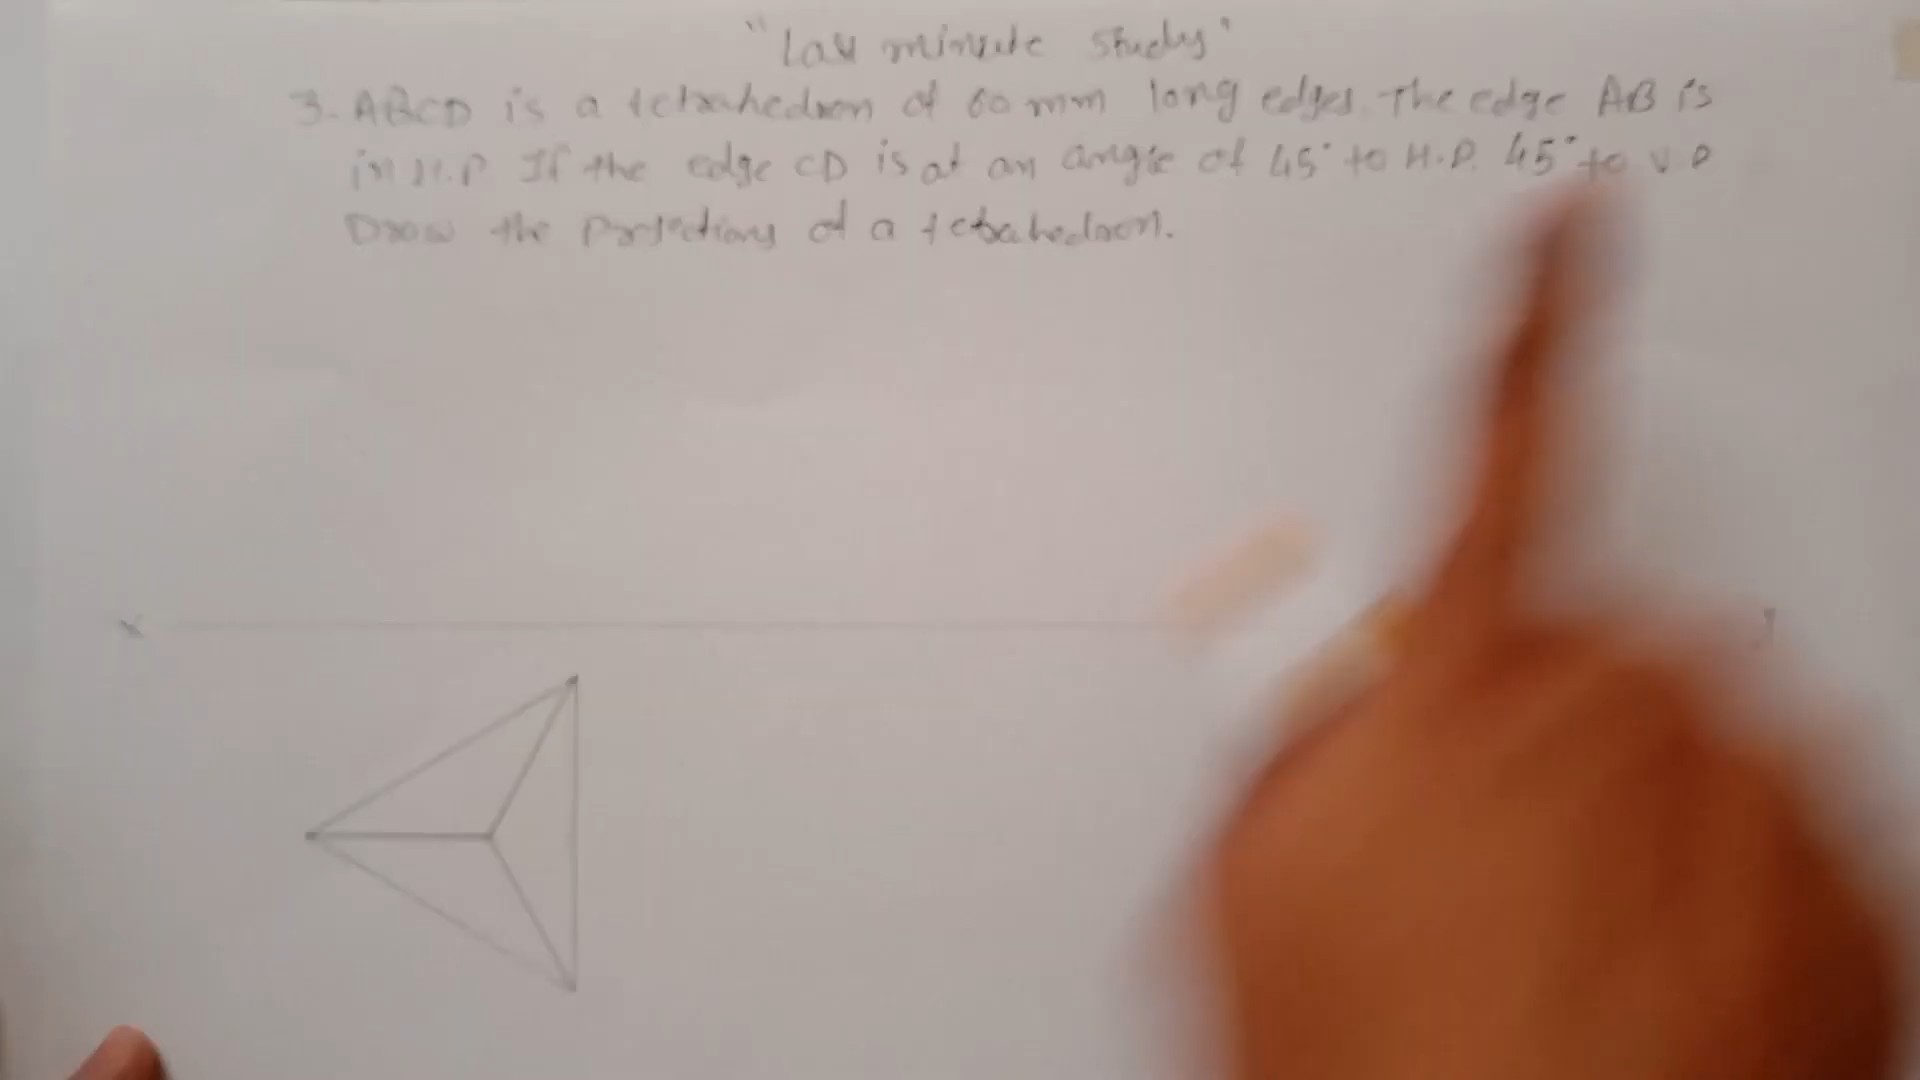 "Last minute study"
3. ABCD is a tetrahedron of 60 mm long edges. The edge AB is
in H.P If the edge CD is at an angle of 45° to H.P. 45° to V.P
Draw the Projections of a tetrahedron.
X Y